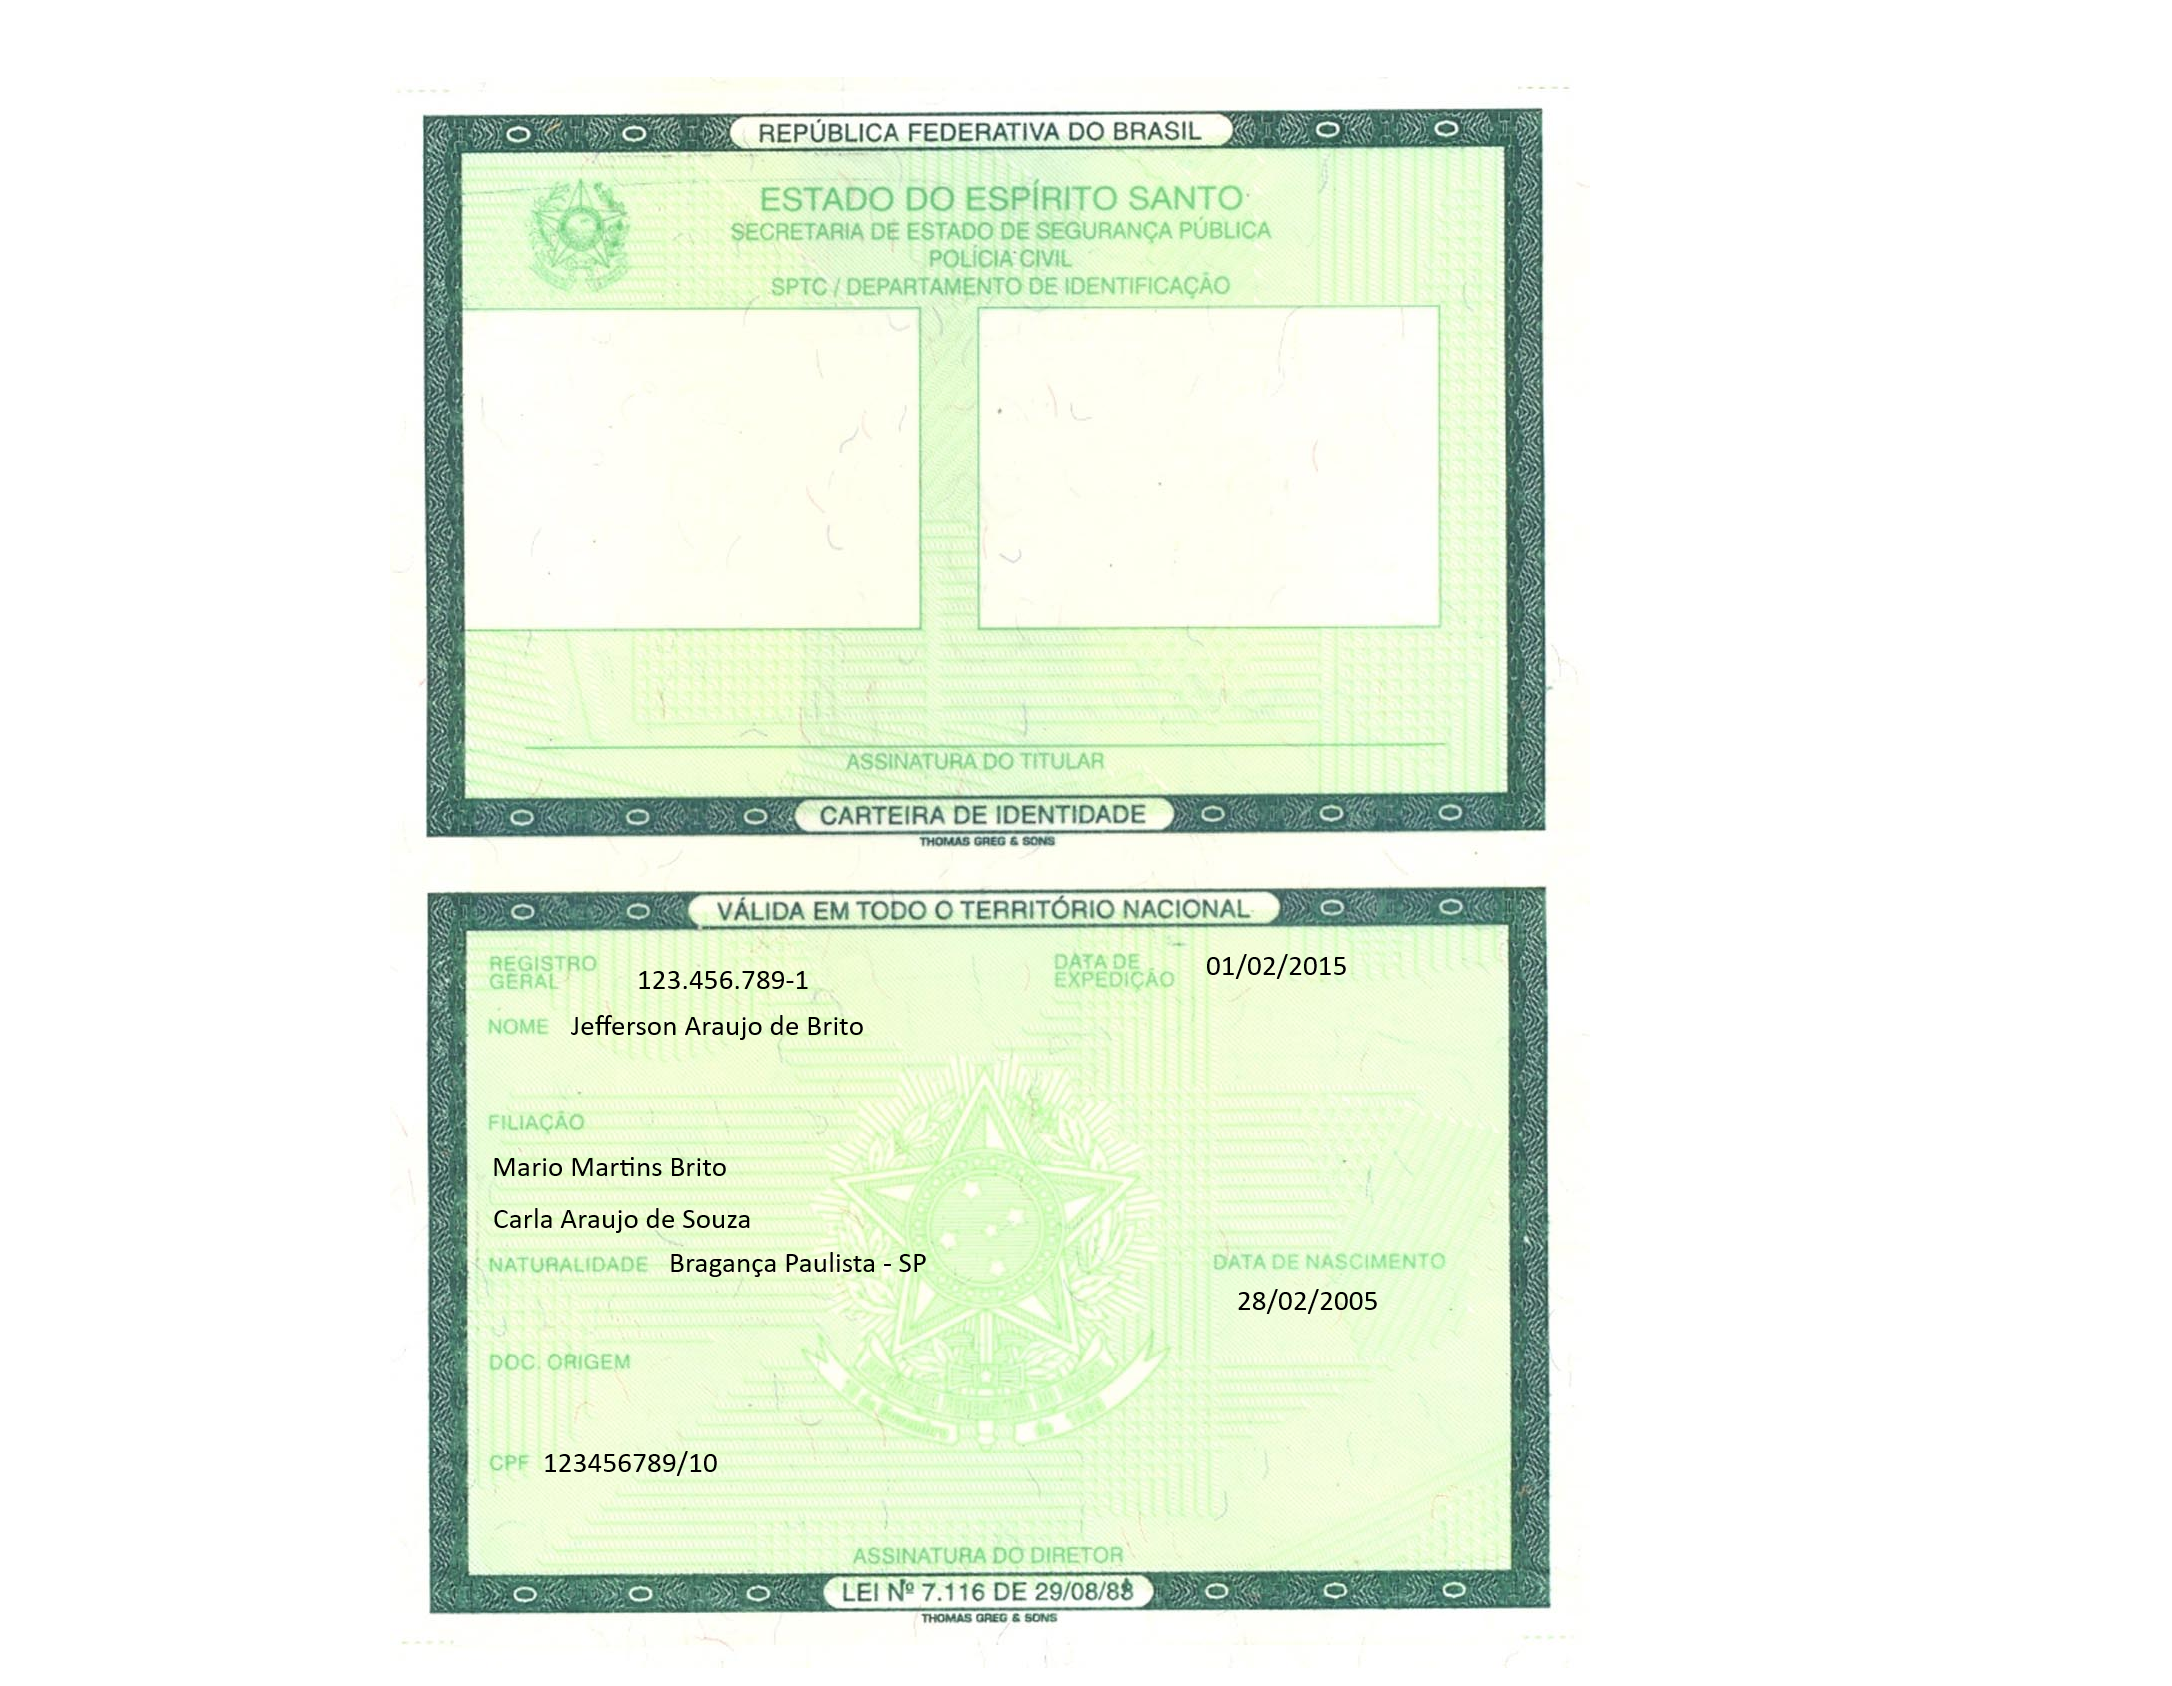 REPÚBLICA FEDERATIVA DO BRASIL
ESTADO DO ESPÍRITO SANTO
SECRETARIA DE ESTADO DE SEGURANÇA PÚBLICA
POLÍCIA CIVIL
SPTC / DEPARTAMENTO DE IDENTIFICAÇÃO
ASSINATURA DO TITULAR
CARTEIRA DE IDENTIDADE
THOMAS GREG & SONS
VÁLIDA EM TODO O TERRITÓRIO NACIONAL
REGISTRO
GERAL 123.456.789-1
DATA DE
EXPEDIÇÃO 01/02/2015
NOME Jefferson Araujo de Brito
FILIAÇÃO
Mario Martins Brito
Carla Araujo de Souza
NATURALIDADE Bragança Paulista - SP
DATA DE NASCIMENTO
28/02/2005
DOC. ORIGEM
CPF 123456789/10
ASSINATURA DO DIRETOR
LEI Nº 7.116 DE 29/08/83
THOMAS GREG & SONS